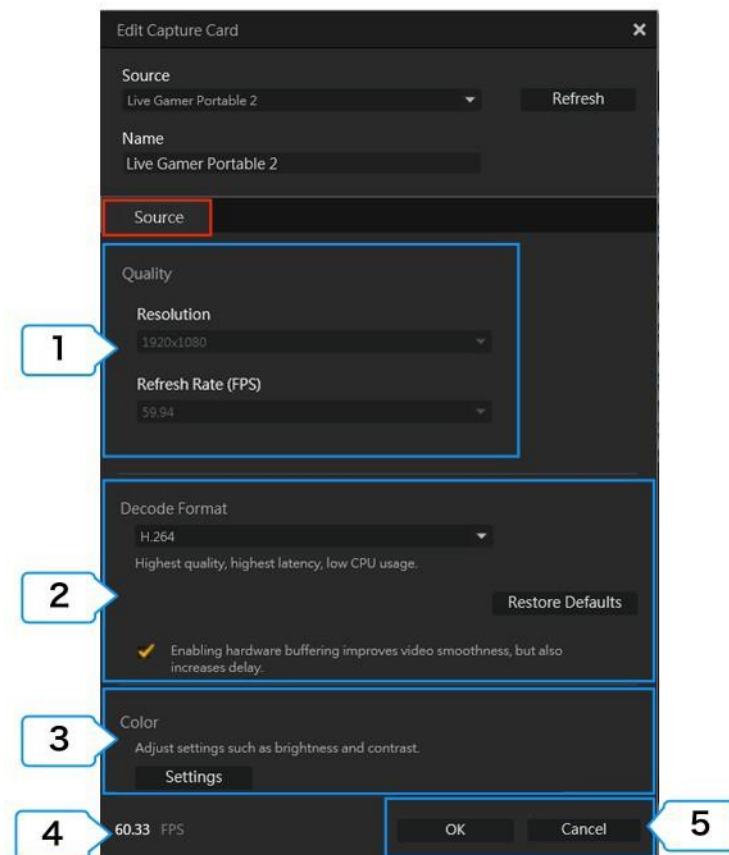 Edit Capture Card
Source
Live Gamer Portable 2
Refresh
Name
Live Gamer Portable 2
Source
Quality
Resolution
1920x1080
Refresh Rate (FPS)
59.94
1
Decode Format
H.264
Highest quality, highest latency, low CPU usage.
2
Restore Defaults
Enabling hardware buffering improves video smoothness, but also
increases delay.
Color
3
Adjust settings such as brightness and contrast.
Settings
4
60.33 FPS
OK
Cancel
5